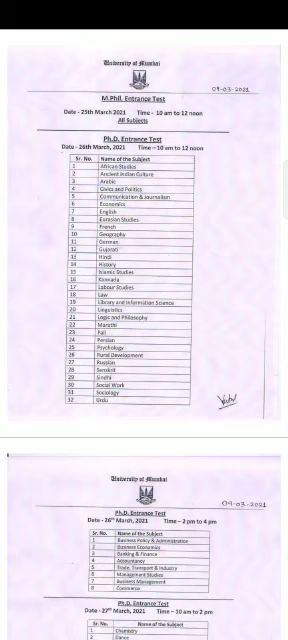 University of Mumbai
09-03-2021
M.Phil. Entrance Test
Date - 25th March 2021 Time - 10 am to 12 noon
All Subjects
Ph.D. Entrance Test
Date - 26th March, 2021 Time – 10 am to 12 noon
Sr. No. Name of the Subject
1 African Studies
2 Ancient Indian Culture
3 Arabic
4 Civics and Politics
5 Communication & Journalism
6 Economics
7 English
8 Eurasian Studies
9 French
10 Geography
11 German
12 Gujarati
13 Hindi
14 History
15 Islamic Studies
16 Kannada
17 Labour Studies
18 Law
19 Library and Information Science
20 Linguistics
21 Logic and Philosophy
22 Marathi
23 Pali
24 Persian
25 Psychology
26 Rural Development
27 Russian
28 Sanskrit
29 Sindhi
30 Social Work
31 Sociology
32 Urdu
University of Mumbai
09-03-2021
Ph.D. Entrance Test
Date - 26th March, 2021 Time – 2 pm to 4 pm
Sr. No. Name of the Subject
1 Business Policy & Administration
2 Business Economics
3 Banking & Finance
4 Accountancy
5 Trade, Transport & Industry
6 Management Studies
7 Business Management
8 Commerce
Ph.D. Entrance Test
Date - 27th March, 2021 Time – 10 am to 2 pm
Sr. No. Name of the Subject
1 Chemistry
2 Dance